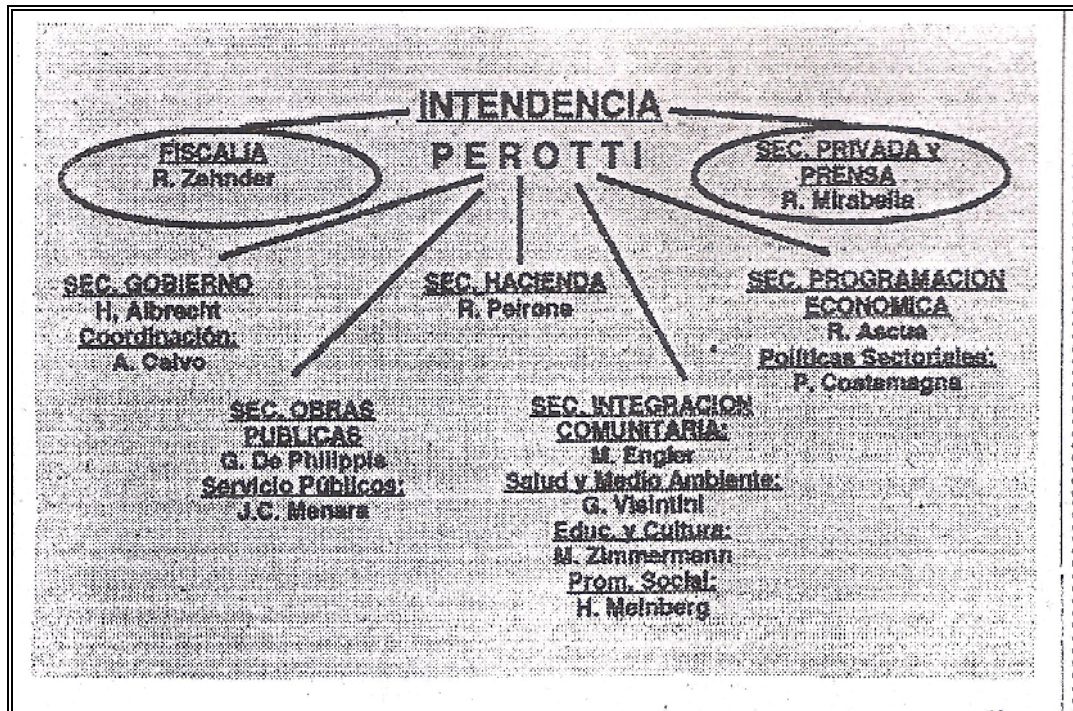 INTENDENCIA
PEROTTI
FISCALIA
R. Zehnder
SEC. PRIVADA Y
PRENSA
R. Mirabella
SEC. GOBIERNO
H. Albrecht
Coordinación:
A. Calvo
SEC. HACIENDA
R. Peirone
SEC. PROGRAMACION
ECONOMICA
R. Ascua
Políticas Sectoriales:
P. Costamagna
SEC. OBRAS
PUBLICAS
G. De Philippis
Servicio Públicos:
J.C. Menara
SEC. INTEGRACION
COMUNITARIA:
M. Engler
Salud y Medio Ambiente:
G. Visintini
Educ. y Cultura:
M. Zimmermann
Prom. Social:
H. Meinberg